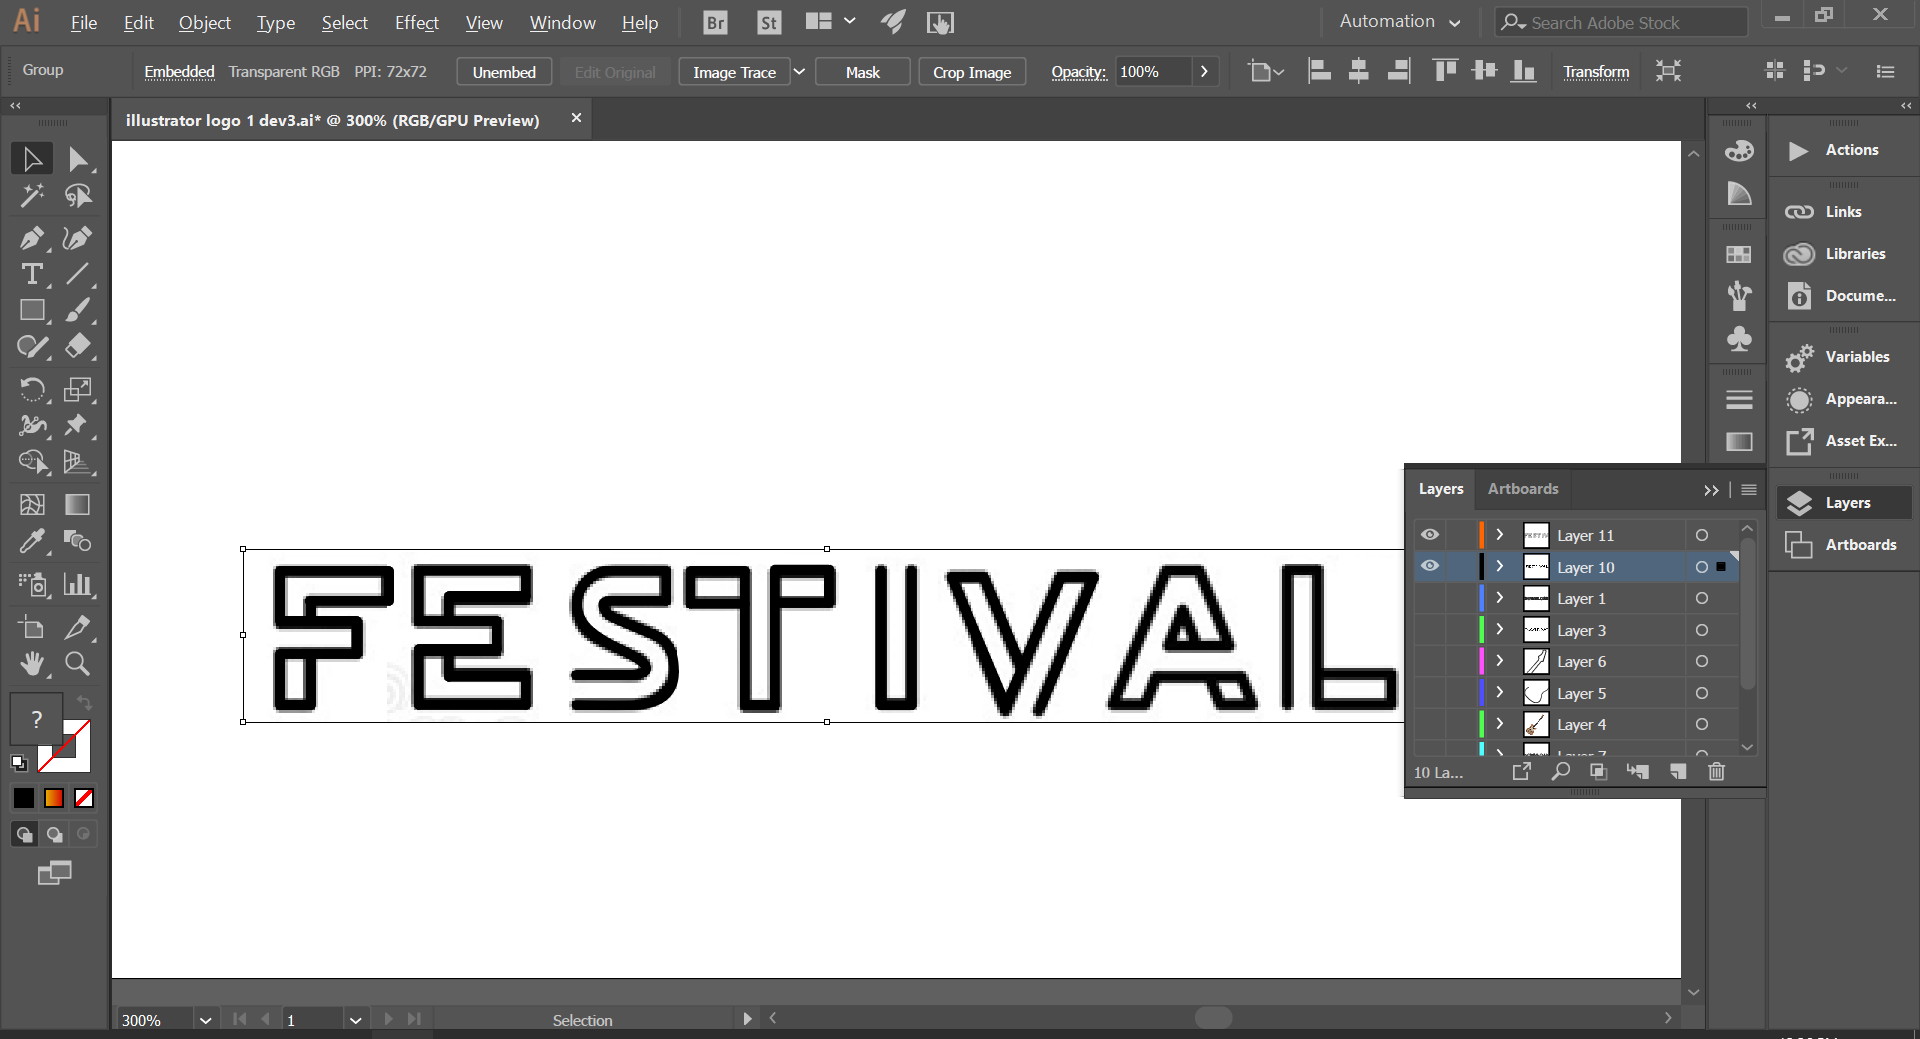 Ai File Edit Object Type Select Effect View Window Help Br St Automation Search Adobe Stock
Group Embedded Transparent RGB PPI: 72x72 Unembed Edit Original Image Trace Mask Crop Image Opacity: 100% Transform
illustrator logo 1 dev3.ai* @ 300% (RGB/GPU Preview)
Actions
Links
Libraries
Docume...
Variables
Appeara...
Asset Ex...
Layers
Artboards
FESTIVAL
Layers Artboards
Layer 11
Layer 10
Layer 1
Layer 3
Layer 6
Layer 5
Layer 4
Layer 7
10 La...
?
300% 1 Selection